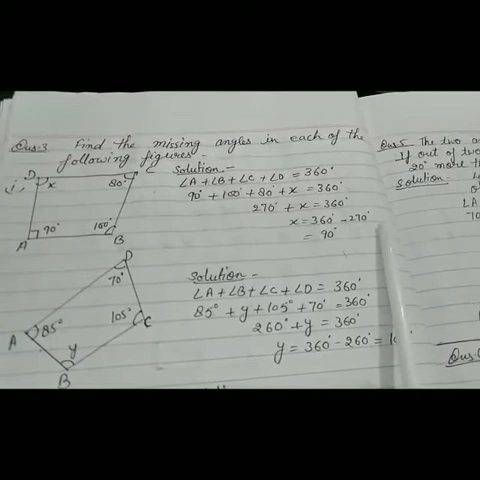 Ques-3 Find the missing angles in each of the
following figures-
i,
D
x
80°
C
90°
100°
A
B
Solution-
∠A+∠B+∠C+∠D = 360°
90° + 100° + 80° + x = 360°
270° + x = 360°
x = 360° - 270°
= 90°
D
70°
105°
C
A
85°
y
B
Solution -
∠A+∠B+∠C+∠D = 360°
85° + y + 105° + 70° = 360°
260° + y = 360°
y = 360° - 260° =
Ques 5 The two
If out of two
20° more
Solution